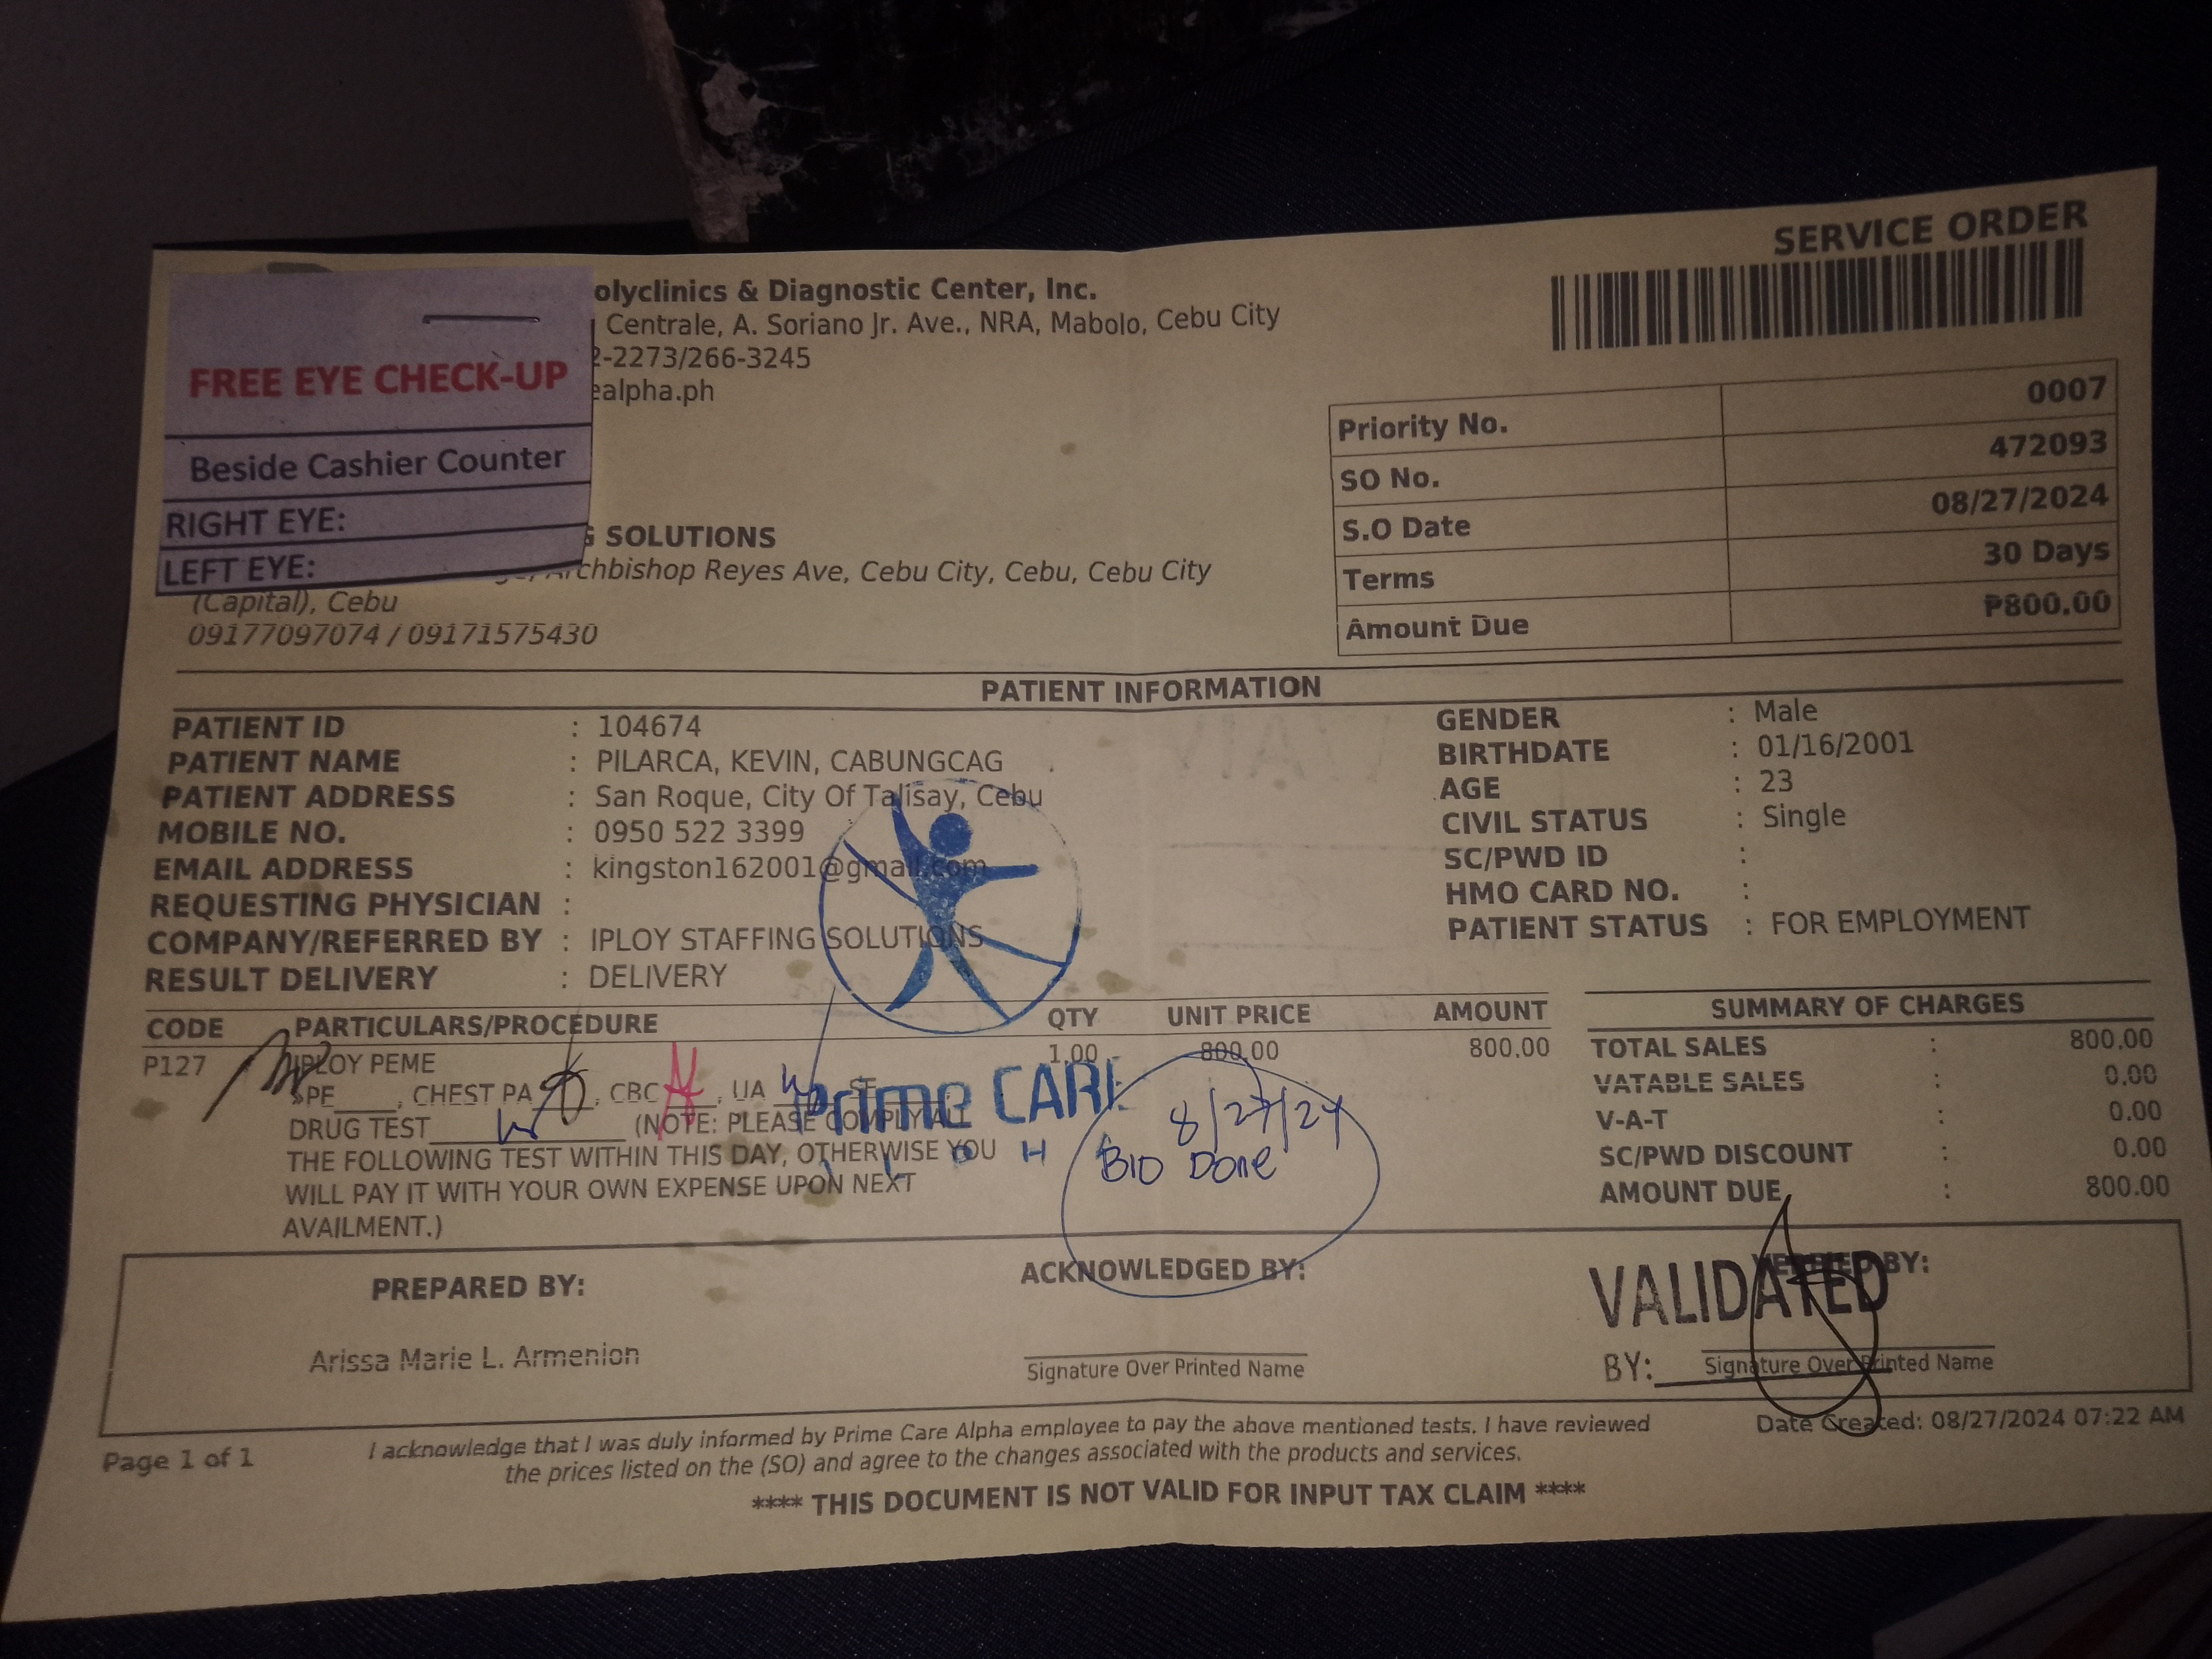 SERVICE ORDER
olyclinics & Diagnostic Center, Inc.
Centrale, A. Soriano Jr. Ave., NRA, Mabolo, Cebu City
2-2273/266-3245
ealpha.ph
FREE EYE CHECK-UP
Beside Cashier Counter
RIGHT EYE:
LEFT EYE:
Priority No. 0007
SO No. 472093
S.O Date 08/27/2024
Terms 30 Days
Amount Due ₱800.00
G SOLUTIONS
Archbishop Reyes Ave, Cebu City, Cebu, Cebu City
(Capital), Cebu
09177097074 / 09171575430
PATIENT INFORMATION
PATIENT ID : 104674
PATIENT NAME : PILARCA, KEVIN, CABUNGCAG
PATIENT ADDRESS : San Roque, City Of Talisay, Cebu
MOBILE NO. : 0950 522 3399
EMAIL ADDRESS : kingston162001@gmail.com
REQUESTING PHYSICIAN :
COMPANY/REFERRED BY : IPLOY STAFFING SOLUTIONS
RESULT DELIVERY : DELIVERY
GENDER : Male
BIRTHDATE : 01/16/2001
AGE : 23
CIVIL STATUS : Single
SC/PWD ID :
HMO CARD NO. :
PATIENT STATUS : FOR EMPLOYMENT
CODE PARTICULARS/PROCEDURE QTY UNIT PRICE AMOUNT
P127 IPLOY PEME 1.00 800.00 800.00
PE____, CHEST PA____, CBC____, UA____, SE
DRUG TEST____ (NOTE: PLEASE COMPLY ALL
THE FOLLOWING TEST WITHIN THIS DAY, OTHERWISE YOU
WILL PAY IT WITH YOUR OWN EXPENSE UPON NEXT
AVAILMENT.)
Prime CARE
8/27/24
BIO Done
SUMMARY OF CHARGES
TOTAL SALES : 800.00
VATABLE SALES : 0.00
V-A-T : 0.00
SC/PWD DISCOUNT : 0.00
AMOUNT DUE : 800.00
PREPARED BY:
Arissa Marie L. Armenion
ACKNOWLEDGED BY:
Signature Over Printed Name
BY:
VALIDATED
BY: Signature Over Printed Name
Page 1 of 1
I acknowledge that I was duly informed by Prime Care Alpha employee to pay the above mentioned tests. I have reviewed
the prices listed on the (SO) and agree to the changes associated with the products and services.
Date Created: 08/27/2024 07:22 AM
**** THIS DOCUMENT IS NOT VALID FOR INPUT TAX CLAIM ****